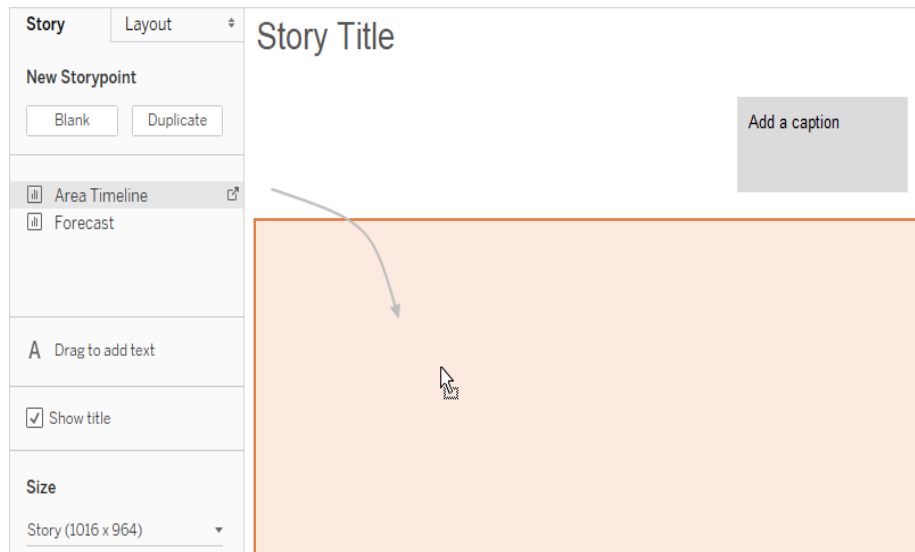 Story Layout
New Storypoint
Blank Duplicate
Area Timeline
Forecast
A Drag to add text
Show title
Size
Story (1016 x 964)
Story Title
Add a caption